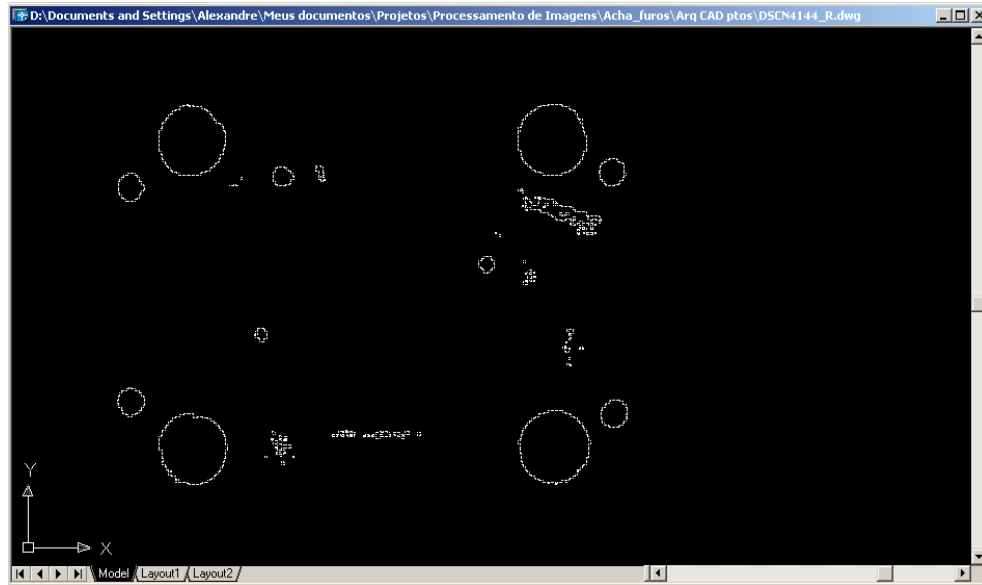 D:\Documents and Settings\Alexandre\Meus documentos\Projetos\Processamento de Imagens\Acha_furos\Arq CAD ptos\DSCN4144_R.dwg
Y
X
Model Layout1 Layout2